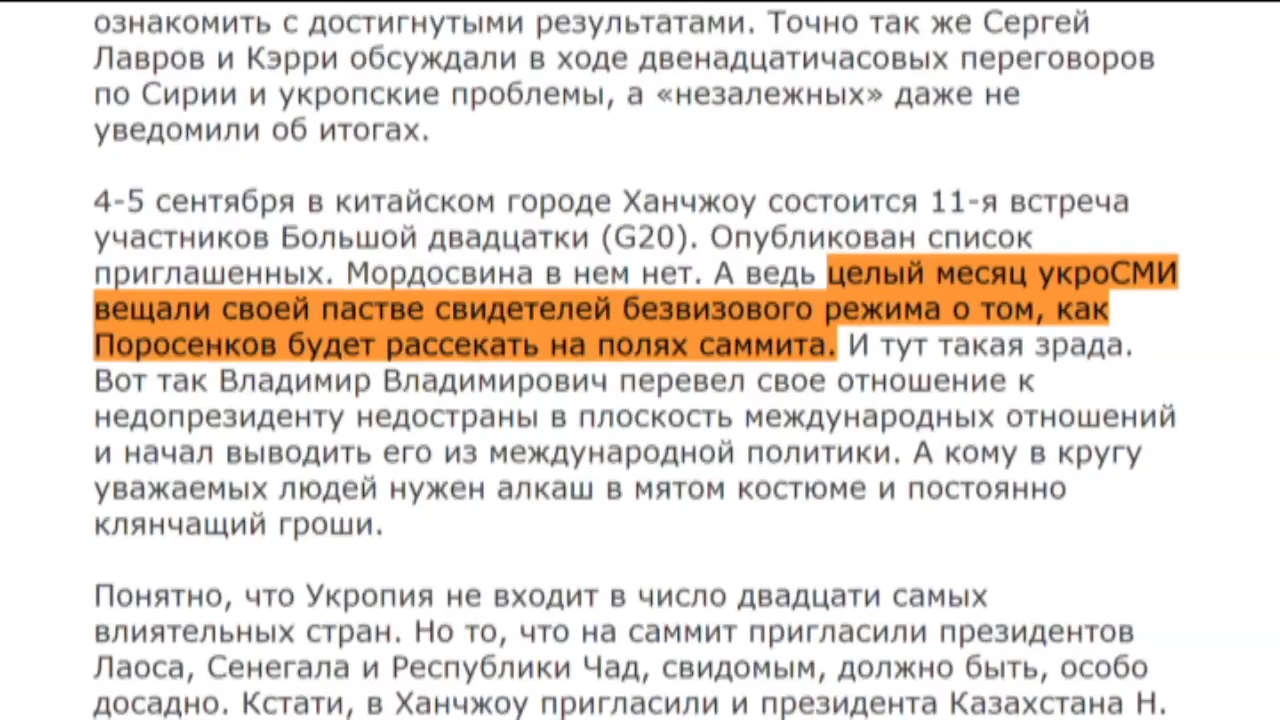 ознакомить с достигнутыми результатами. Точно так же Сергей
Лавров и Кэрри обсуждали в ходе двенадцатичасовых переговоров
по Сирии и укропские проблемы, а «незалежных» даже не
уведомили об итогах.
4-5 сентября в китайском городе Ханчжоу состоится 11-я встреча
участников Большой двадцатки (G20). Опубликован список
приглашенных. Мордосвина в нем нет. А ведь целый месяц укроСМИ
вещали своей пастве свидетелей безвизового режима о том, как
Поросенков будет рассекать на полях саммита. И тут такая зрада.
Вот так Владимир Владимирович перевел свое отношение к
недопрезиденту недостраны в плоскость международных отношений
и начал выводить его из международной политики. А кому в кругу
уважаемых людей нужен алкаш в мятом костюме и постоянно
клянчащий гроши.
Понятно, что Укропия не входит в число двадцати самых
влиятельных стран. Но то, что на саммит пригласили президентов
Лаоса, Сенегала и Республики Чад, свидомым, должно быть, особо
досадно. Кстати, в Ханчжоу пригласили и президента Казахстана Н.